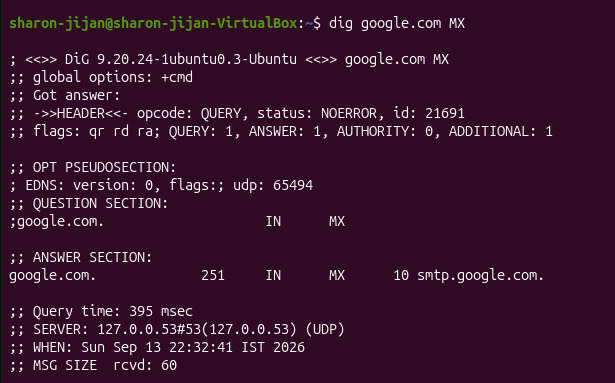 sharon-jijan@sharon-jijan-VirtualBox:~$ dig google.com MX
; <<>> DiG 9.20.24-1ubuntu0.3-Ubuntu <<>> google.com MX
;; global options: +cmd
;; Got answer:
;; ->>HEADER<<- opcode: QUERY, status: NOERROR, id: 21691
;; flags: qr rd ra; QUERY: 1, ANSWER: 1, AUTHORITY: 0, ADDITIONAL: 1
;; OPT PSEUDOSECTION:
; EDNS: version: 0, flags:; udp: 65494
;; QUESTION SECTION:
;google.com. IN MX
;; ANSWER SECTION:
google.com. 251 IN MX 10 smtp.google.com.
;; Query time: 395 msec
;; SERVER: 127.0.0.53#53(127.0.0.53) (UDP)
;; WHEN: Sun Sep 13 22:32:41 IST 2026
;; MSG SIZE rcvd: 60